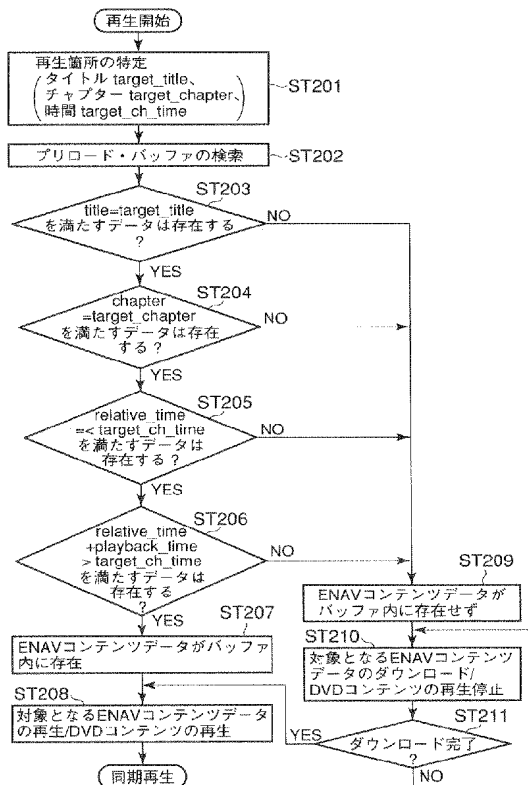 再生開始
再生箇所の特定
タイトル target_title、
チャプター target_chapter、
時間 target_ch_time
ST201
プリロード・バッファの検索
ST202
ST203
title=target_title
を満たすデータは存在する
?
NO
YES
ST204
chapter
=target_chapter
を満たすデータは存在
する?
NO
YES
ST205
relative_time
=< target_ch_time
を満たすデータは
存在する?
NO
YES
ST206
relative_time
+playback_time
> target_ch_time
を満たすデータは
存在する
?
NO
YES
ST207
ENAVコンテンツデータがバッファ
内に存在
ST208
対象となるENAVコンテンツデータ
の再生/DVDコンテンツの再生
同期再生
ST209
ENAVコンテンツデータが
バッファ内に存在せず
ST210
対象となるENAVコンテンツ
データのダウンロード/
DVDコンテンツの再生停止
ST211
ダウンロード完了
?
YES
NO